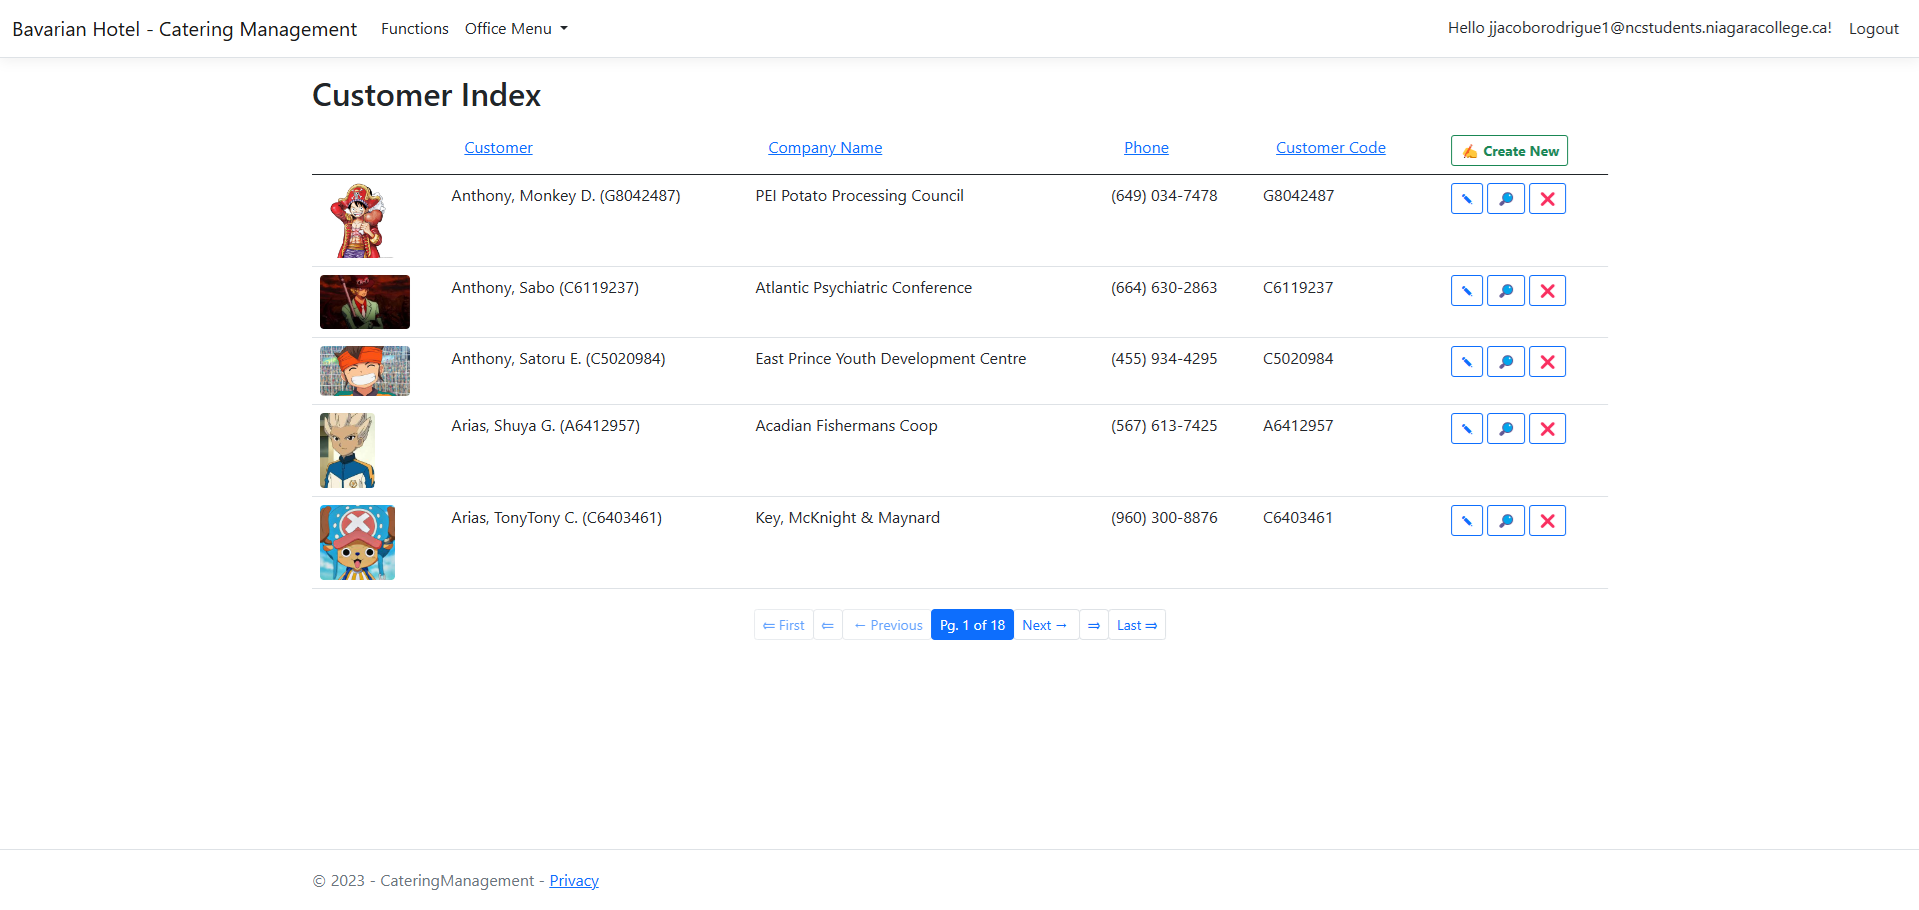 Bavarian Hotel - Catering Management Functions Office Menu Hello jjacoborodrigue1@ncstudents.niagaracollege.ca! Logout
Customer Index
Customer Company Name Phone Customer Code ✍ Create New
Anthony, Monkey D. (G8042487) PEI Potato Processing Council (649) 034-7478 G8042487
Anthony, Sabo (C6119237) Atlantic Psychiatric Conference (664) 630-2863 C6119237
Anthony, Satoru E. (C5020984) East Prince Youth Development Centre (455) 934-4295 C5020984
Arias, Shuya G. (A6412957) Acadian Fishermans Coop (567) 613-7425 A6412957
Arias, TonyTony C. (C6403461) Key, McKnight & Maynard (960) 300-8876 C6403461
⇐ First ⇐ ← Previous Pg. 1 of 18 Next → ⇒ Last ⇒
© 2023 - CateringManagement - Privacy